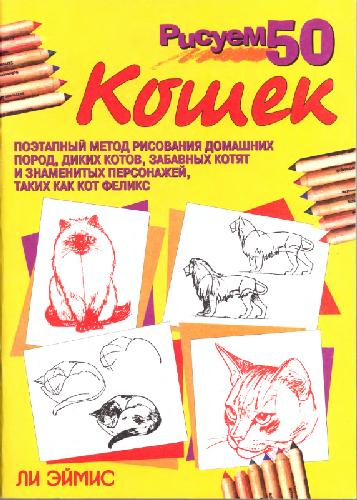 Рисуем 50
Кошек
ПОЭТАПНЫЙ МЕТОД РИСОВАНИЯ ДОМАШНИХ
ПОРОД, ДИКИХ КОТОВ, ЗАБАВНЫХ КОТЯТ
И ЗНАМЕНИТЫХ ПЕРСОНАЖЕЙ,
ТАКИХ КАК КОТ ФЕЛИКС
ЛИ ЭЙМИС